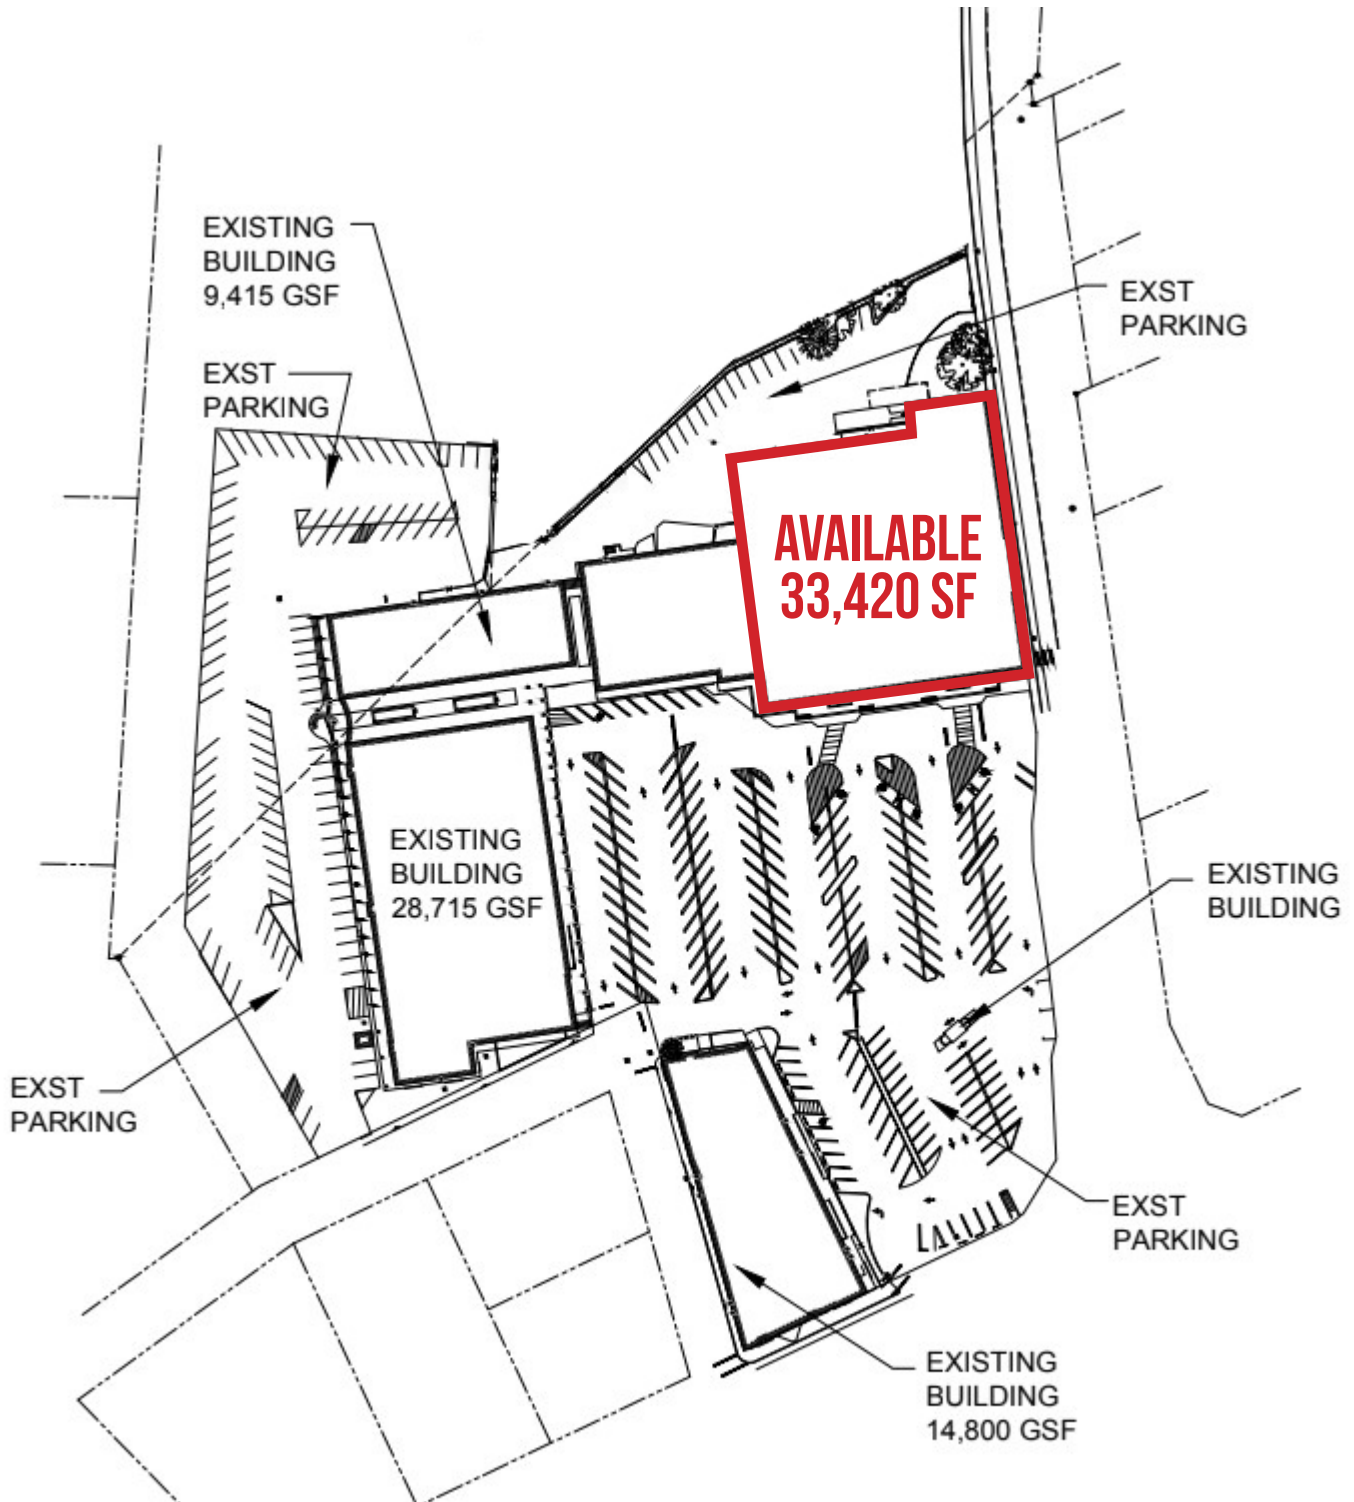 EXISTING
BUILDING
9,415 GSF
EXST
PARKING
EXST
PARKING
AVAILABLE
33,420 SF
EXISTING
BUILDING
28,715 GSF
EXISTING
BUILDING
EXST
PARKING
EXST
PARKING
EXISTING
BUILDING
14,800 GSF